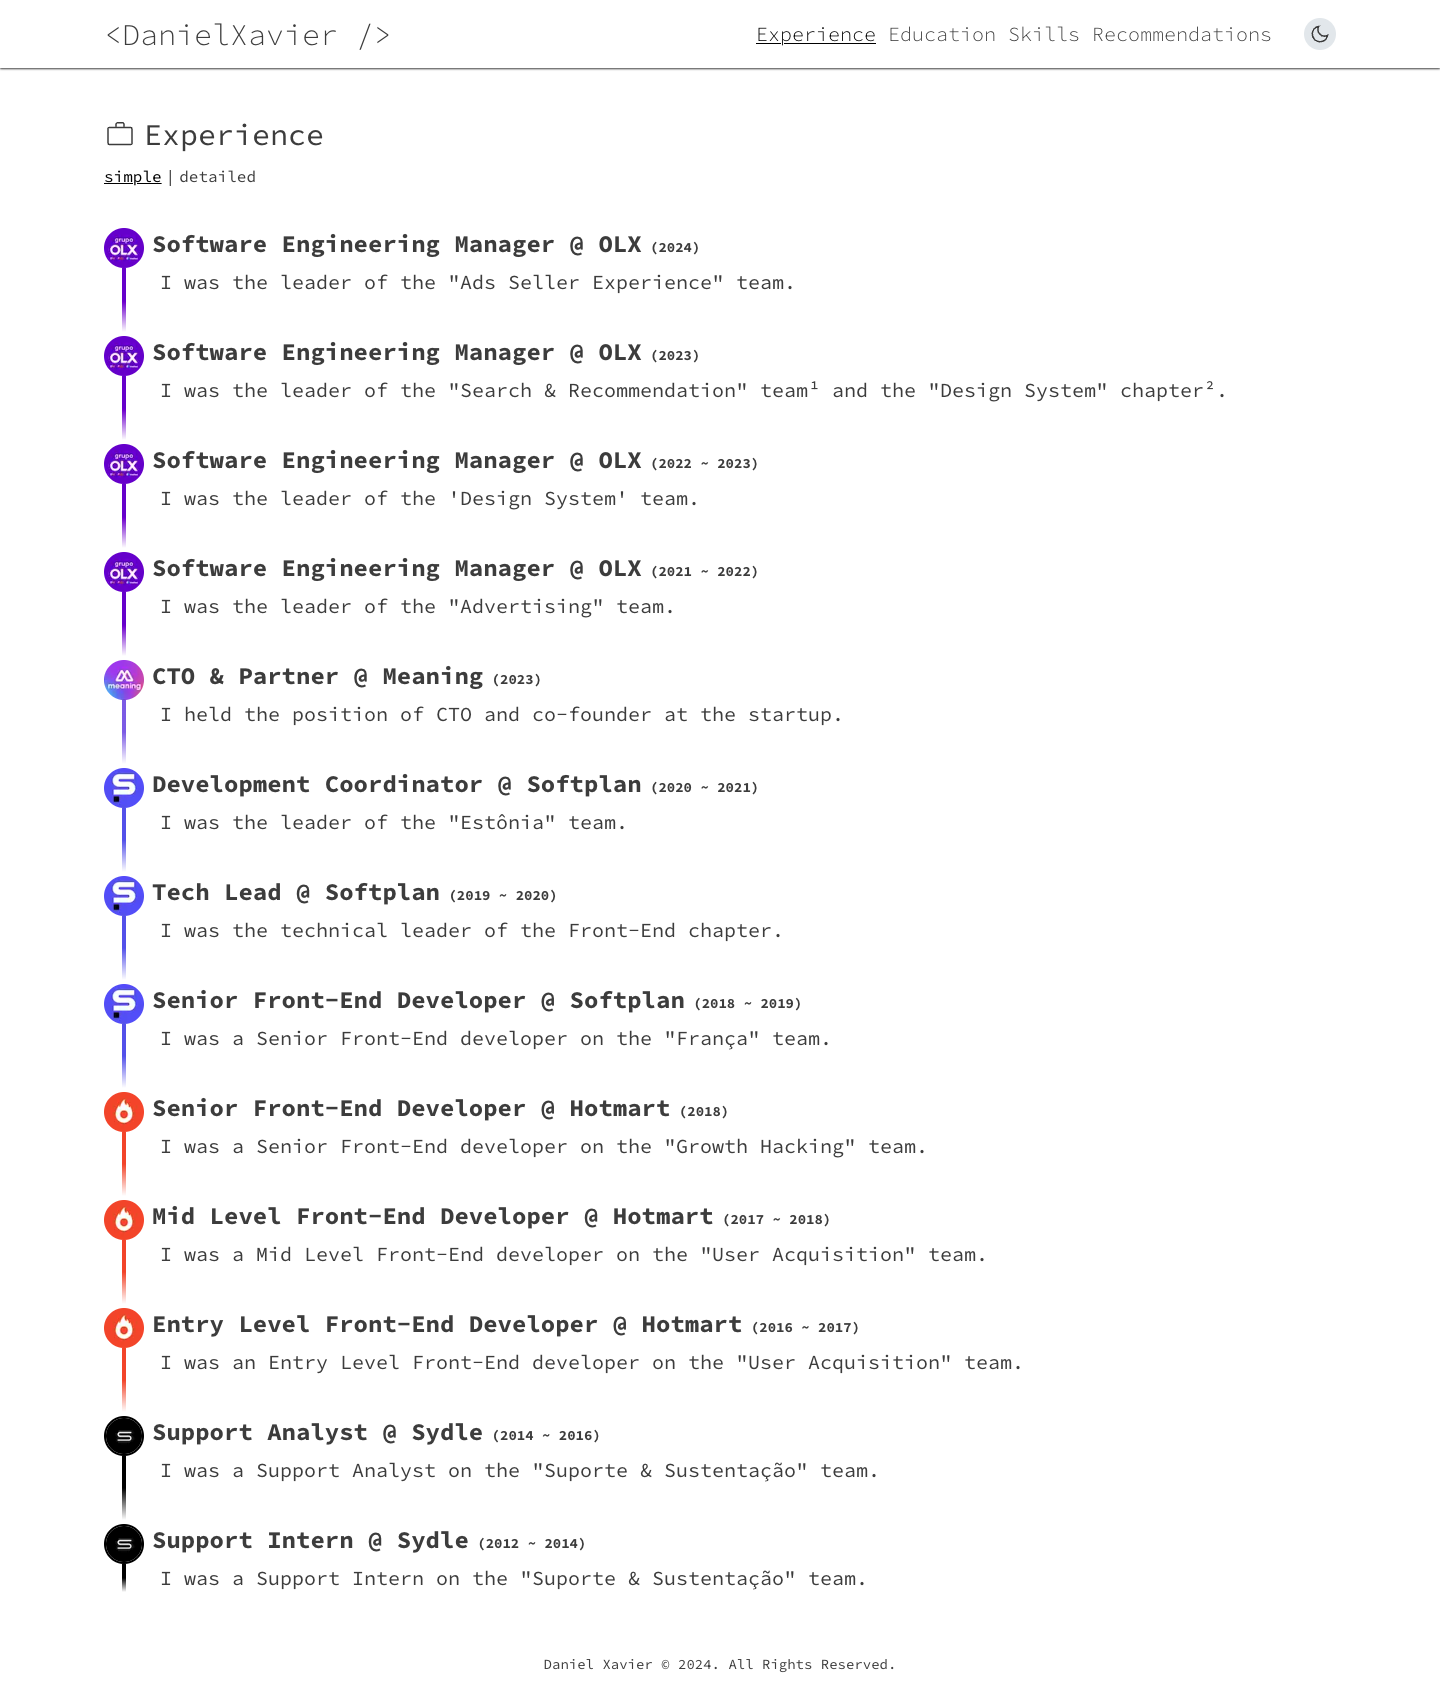 <DanielXavier />
Experience Education Skills Recommendations
Experience
simple | detailed
grupo OLX
Software Engineering Manager @ OLX (2024)
I was the leader of the "Ads Seller Experience" team.
grupo OLX
Software Engineering Manager @ OLX (2023)
I was the leader of the "Search & Recommendation" team¹ and the "Design System" chapter².
grupo OLX
Software Engineering Manager @ OLX (2022 ~ 2023)
I was the leader of the 'Design System' team.
grupo OLX
Software Engineering Manager @ OLX (2021 ~ 2022)
I was the leader of the "Advertising" team.
meaning
CTO & Partner @ Meaning (2023)
I held the position of CTO and co-founder at the startup.
Development Coordinator @ Softplan (2020 ~ 2021)
I was the leader of the "Estônia" team.
Tech Lead @ Softplan (2019 ~ 2020)
I was the technical leader of the Front-End chapter.
Senior Front-End Developer @ Softplan (2018 ~ 2019)
I was a Senior Front-End developer on the "França" team.
Senior Front-End Developer @ Hotmart (2018)
I was a Senior Front-End developer on the "Growth Hacking" team.
Mid Level Front-End Developer @ Hotmart (2017 ~ 2018)
I was a Mid Level Front-End developer on the "User Acquisition" team.
Entry Level Front-End Developer @ Hotmart (2016 ~ 2017)
I was an Entry Level Front-End developer on the "User Acquisition" team.
Support Analyst @ Sydle (2014 ~ 2016)
I was a Support Analyst on the "Suporte & Sustentação" team.
Support Intern @ Sydle (2012 ~ 2014)
I was a Support Intern on the "Suporte & Sustentação" team.
Daniel Xavier © 2024. All Rights Reserved.